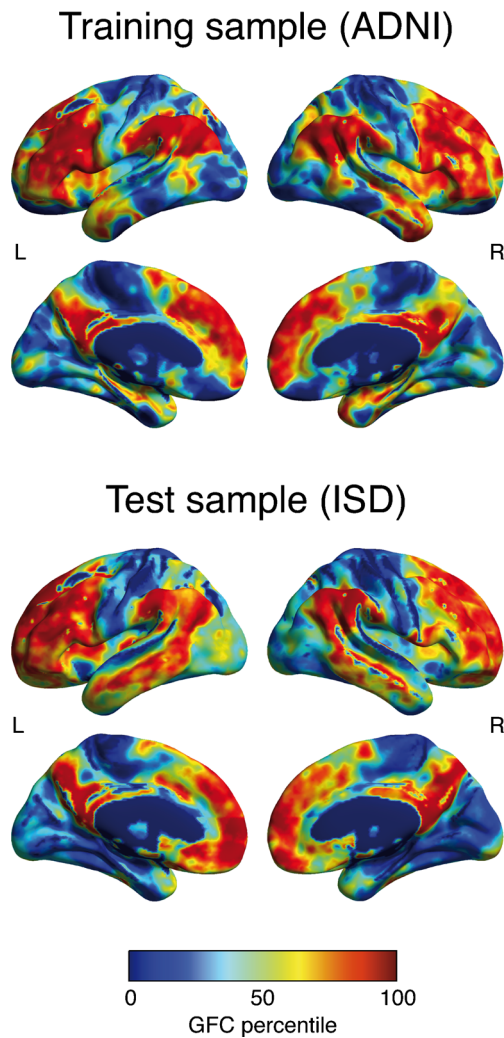 Training sample (ADNI)
L
R
Test sample (ISD)
L
R
0
50
100
GFC percentile